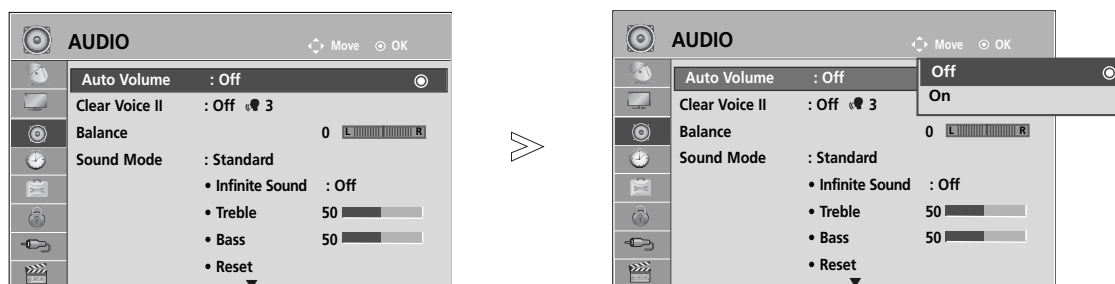 AUDIO
Move OK
Auto Volume : Off
Clear Voice II : Off 3
Balance 0 L R
Sound Mode : Standard
• Infinite Sound : Off
• Treble 50
• Bass 50
• Reset
AUDIO
Move OK
Auto Volume : Off
Off
On
Clear Voice II : Off 3
Balance 0 L R
Sound Mode : Standard
• Infinite Sound : Off
• Treble 50
• Bass 50
• Reset